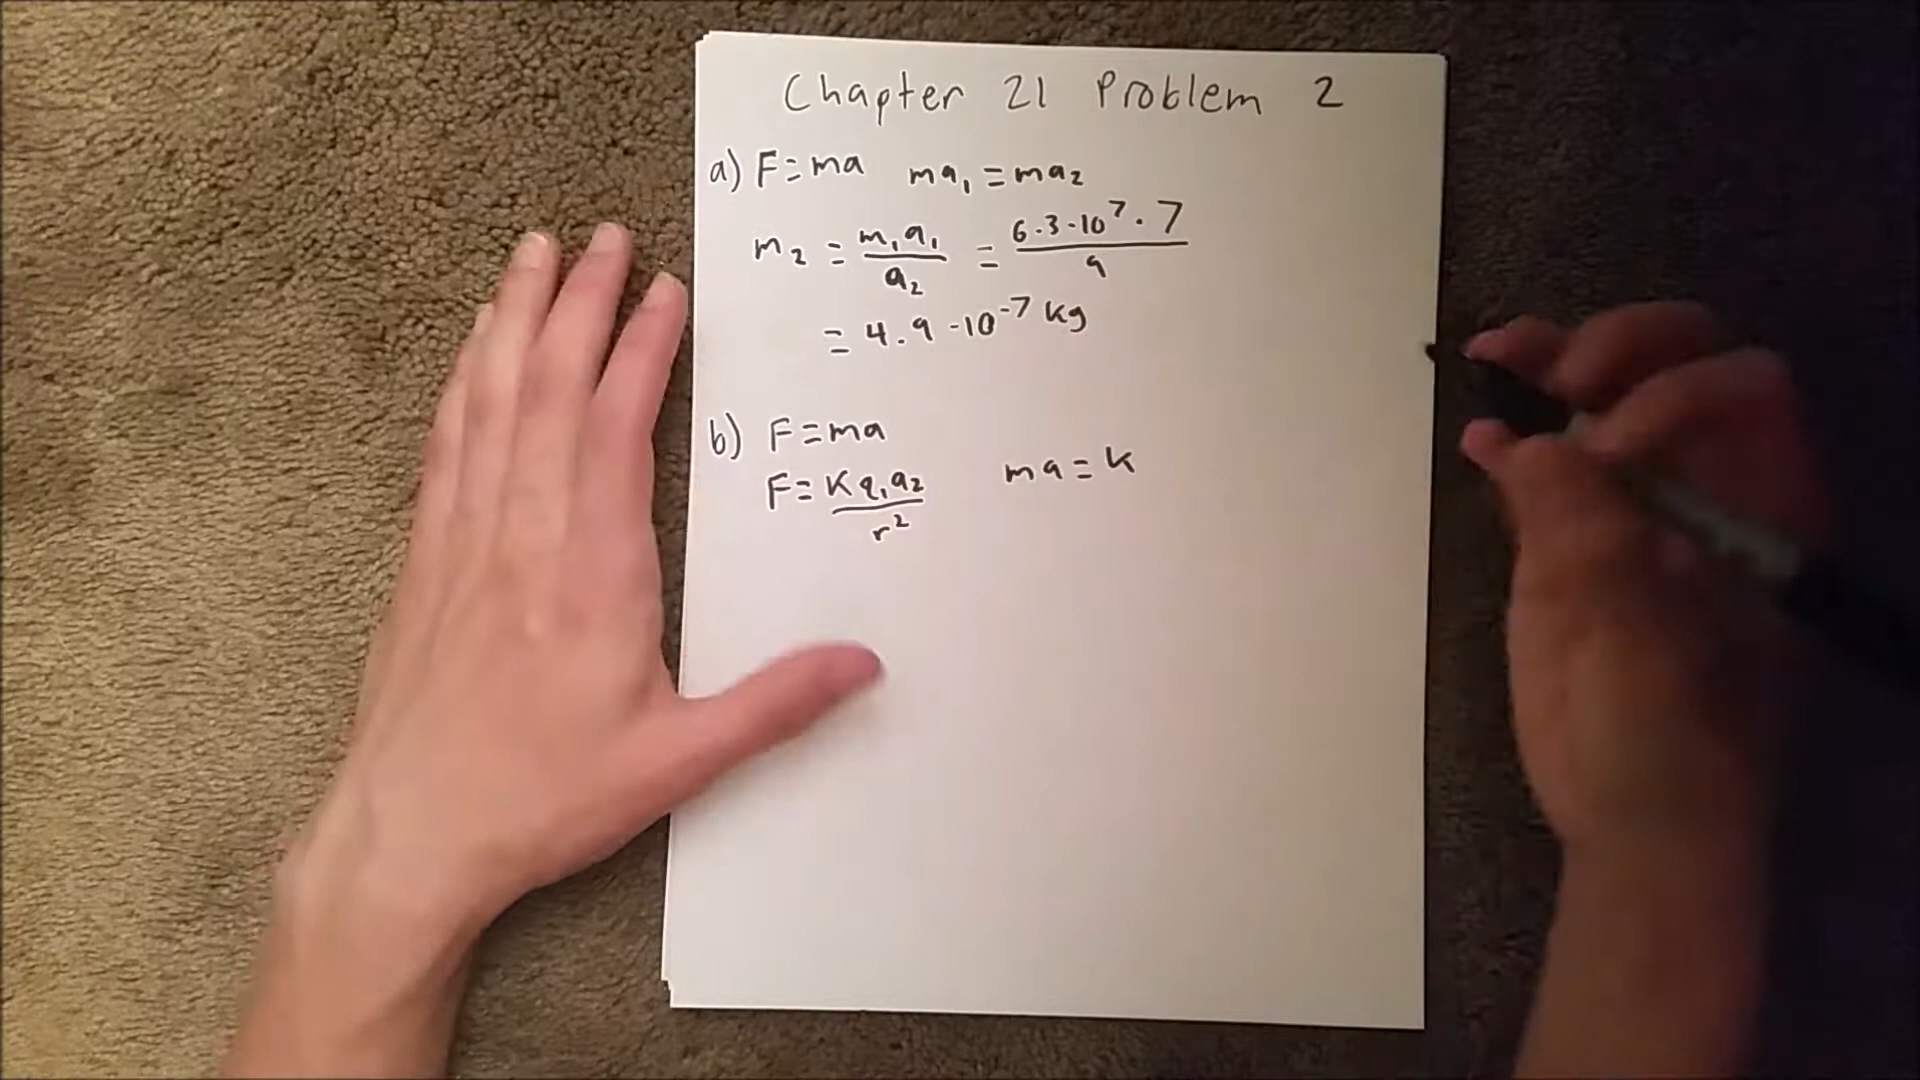 Chapter 21 Problem 2
a) F=ma ma₁=ma₂
m₂ = m₁a₁/a₂ = 6.3·10⁷·7/9
= 4.9·10⁻⁷ kg
b) F=ma
F= Kq₁q₂/r² ma=k